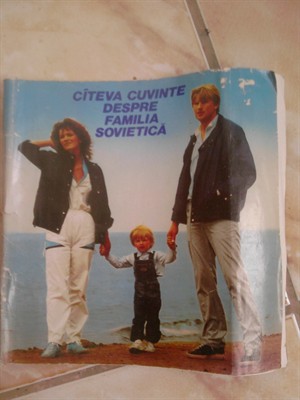 CÎTEVA CUVINTE
DESPRE
FAMILIA
SOVIETICĂ